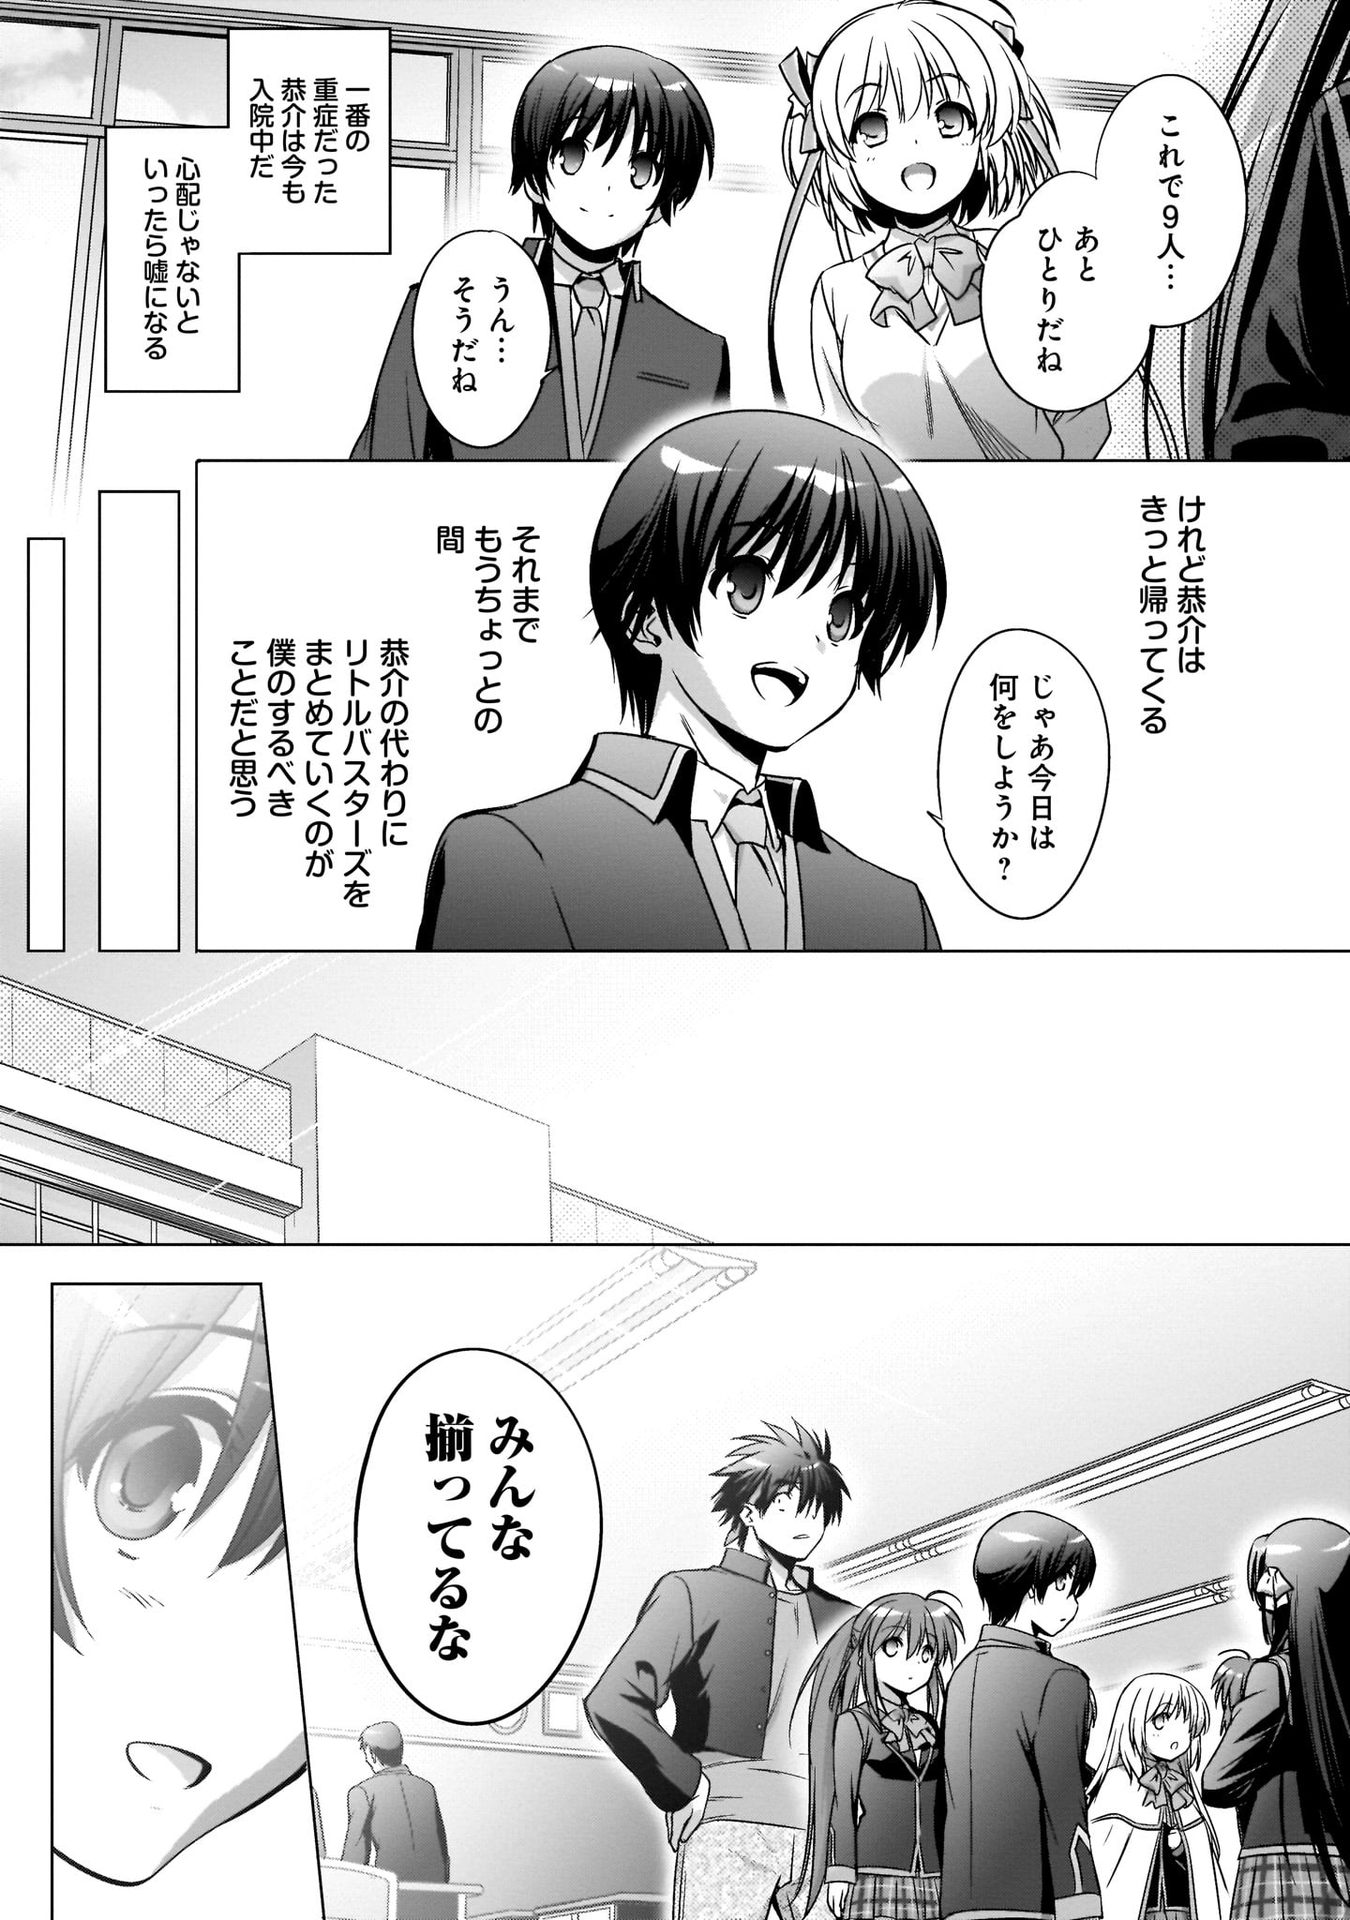 これで9人…
あと
ひとりだね
うん…
そうだね
一番の
重症だった
恭介は今も
入院中だ
心配じゃないと
いったら嘘になる
けれど恭介は
きっと帰ってくる
じゃあ今日は
何をしようか?
それまで
もうちょっとの
間
恭介の代わりに
リトルバスターズを
まとめていくのが
僕のするべき
ことだと思う
みんな
揃ってるな